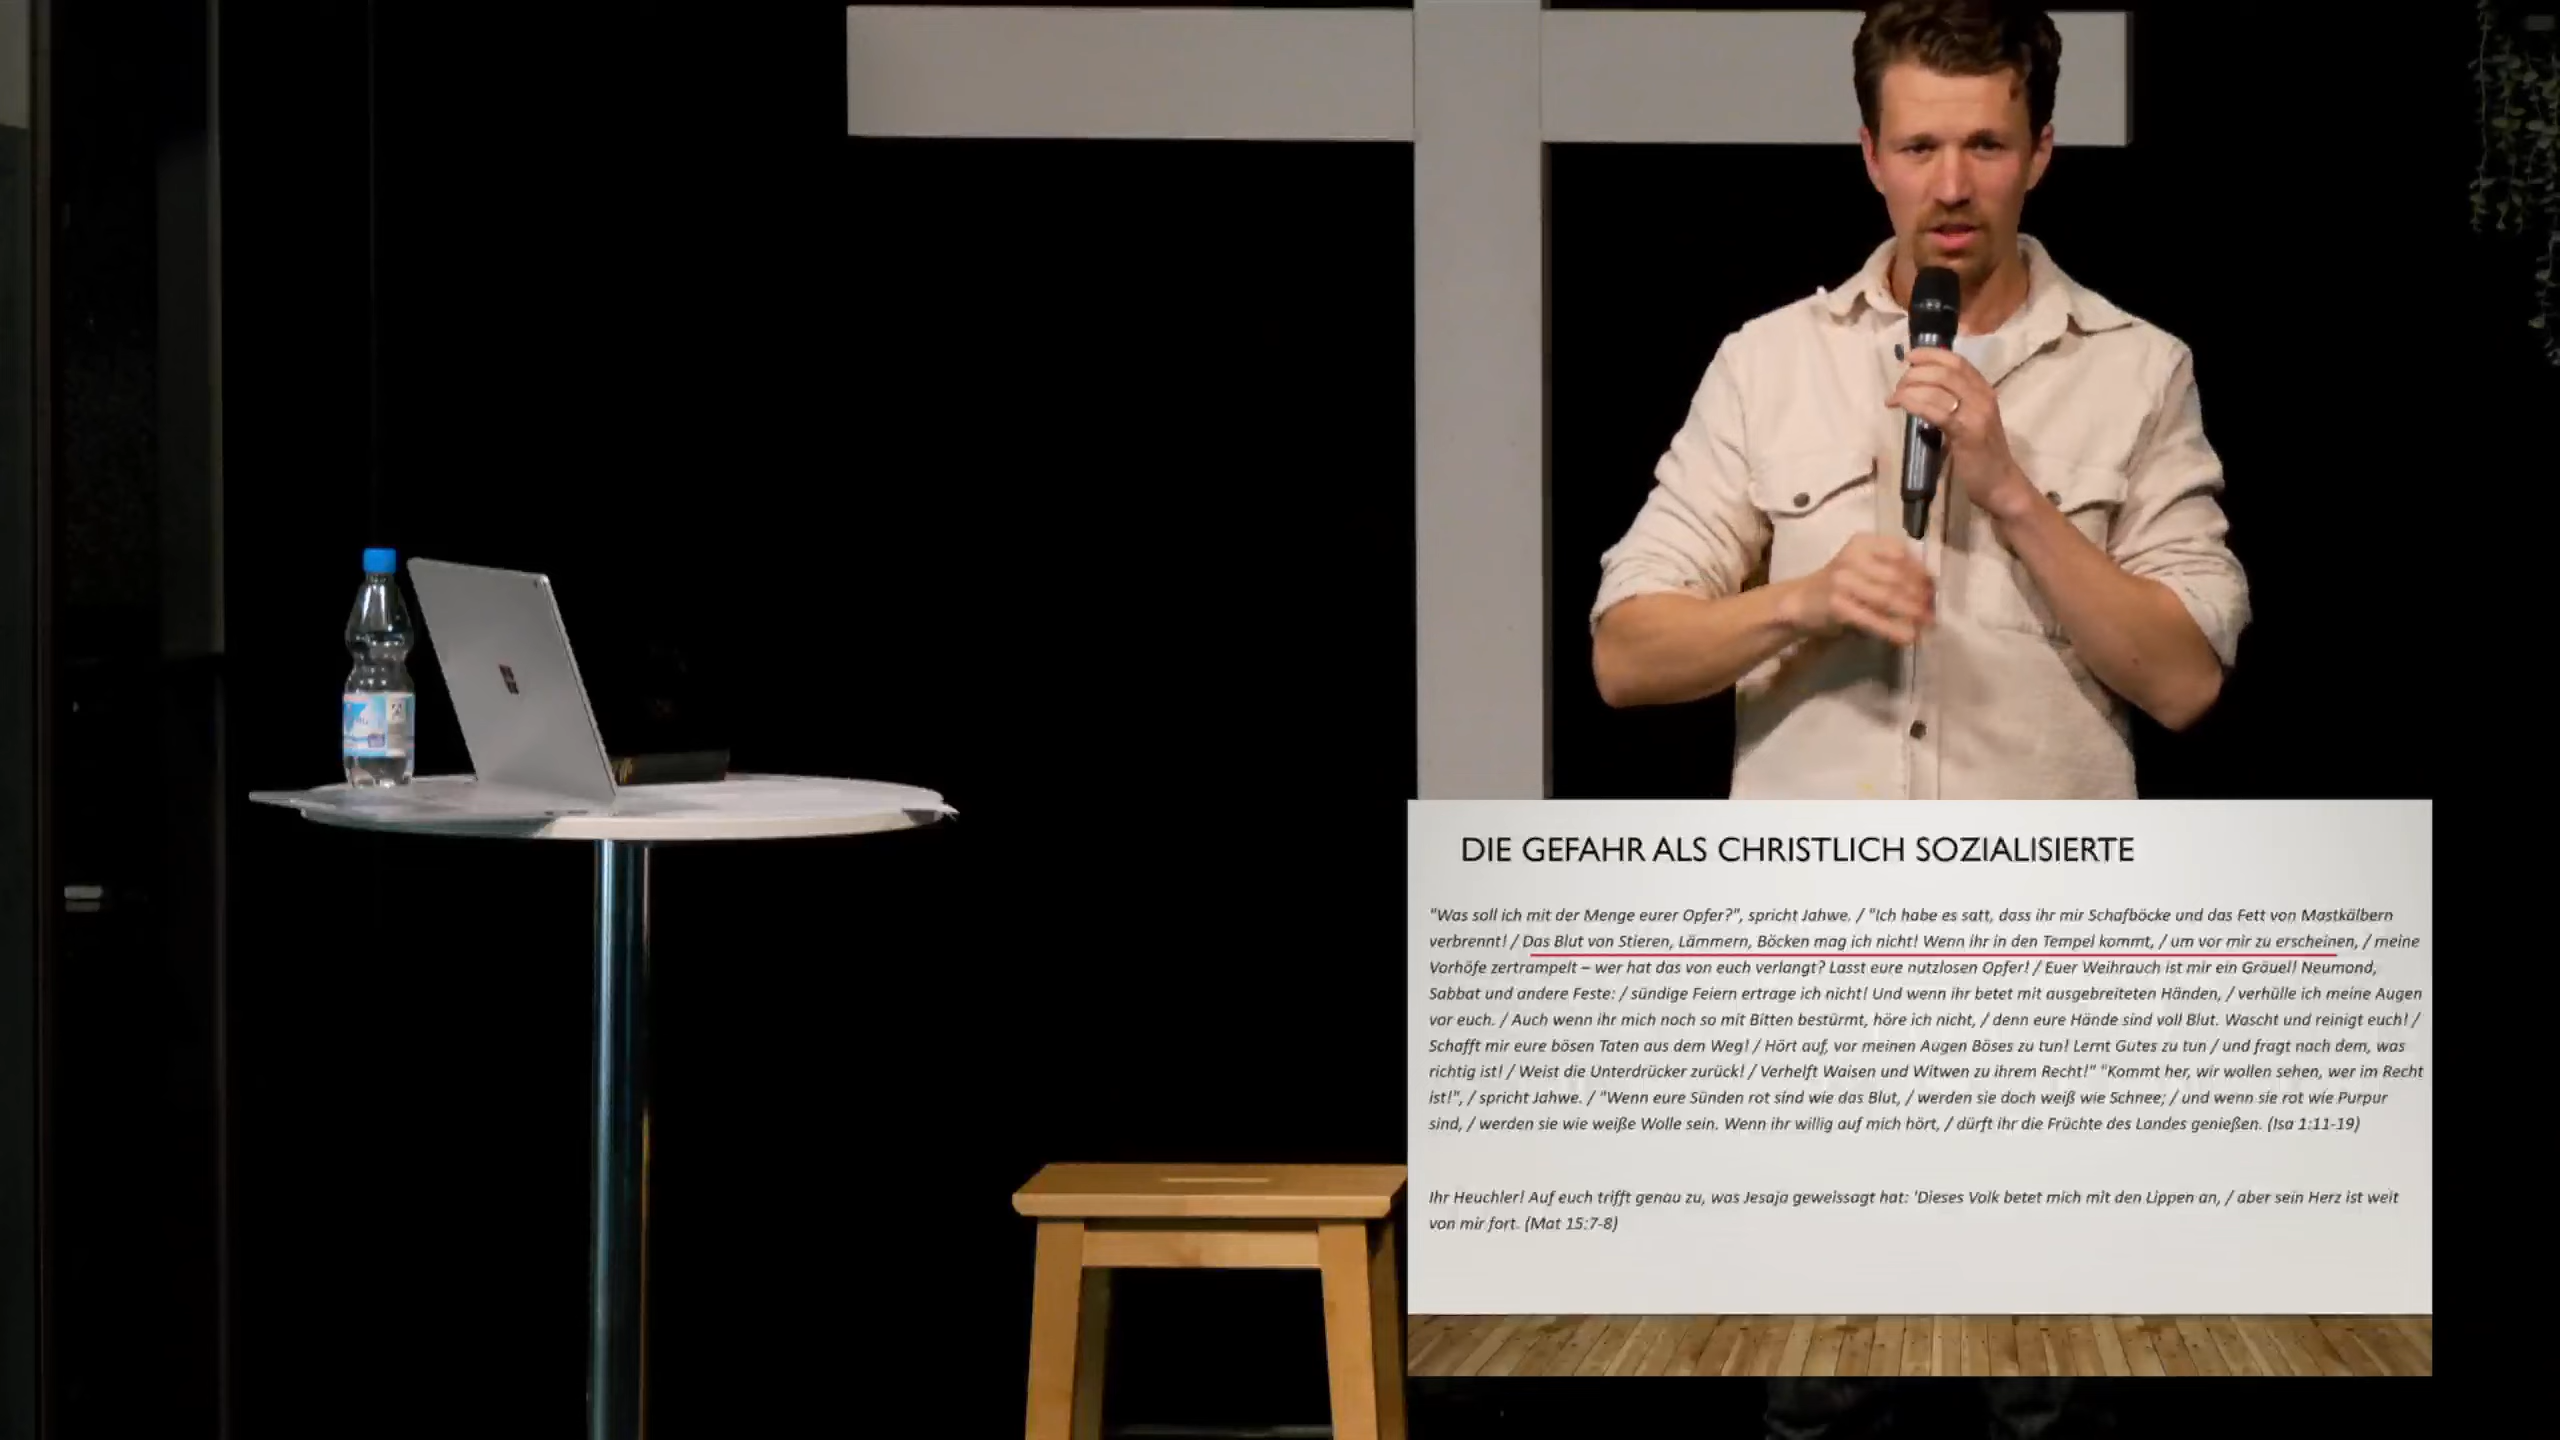 DIE GEFAHR ALS CHRISTLICH SOZIALISIERTE
"Was soll ich mit der Menge eurer Opfer?", spricht Jahwe. / "Ich habe es satt, dass ihr mir Schafböcke und das Fett von Mastkälbern
verbrennt! / Das Blut von Stieren, Lämmern, Böcken mag ich nicht! Wenn ihr in den Tempel kommt, / um vor mir zu erscheinen, / meine
Vorhöfe zertrampelt – wer hat das von euch verlangt? Lasst eure nutzlosen Opfer! / Euer Weihrauch ist mir ein Gräuel! Neumond,
Sabbat und andere Feste: / sündige Feiern ertrage ich nicht! Und wenn ihr betet mit ausgebreiteten Händen, / verhülle ich meine Augen
vor euch. / Auch wenn ihr mich noch so mit Bitten bestürmt, höre ich nicht, / denn eure Hände sind voll Blut. Wascht und reinigt euch! /
Schafft mir eure bösen Taten aus dem Weg! / Hört auf, vor meinen Augen Böses zu tun! Lernt Gutes zu tun / und fragt nach dem, was
richtig ist! / Weist die Unterdrücker zurück! / Verhelft Waisen und Witwen zu ihrem Recht!" "Kommt her, wir wollen sehen, wer im Recht
ist!", / spricht Jahwe. / "Wenn eure Sünden rot sind wie das Blut, / werden sie doch weiß wie Schnee; / und wenn sie rot wie Purpur
sind, / werden sie wie weiße Wolle sein. Wenn ihr willig auf mich hört, / dürft ihr die Früchte des Landes genießen. (Isa 1:11-19)
Ihr Heuchler! Auf euch trifft genau zu, was Jesaja geweissagt hat: 'Dieses Volk betet mich mit den Lippen an, / aber sein Herz ist weit
von mir fort. (Mat 15:7-8)